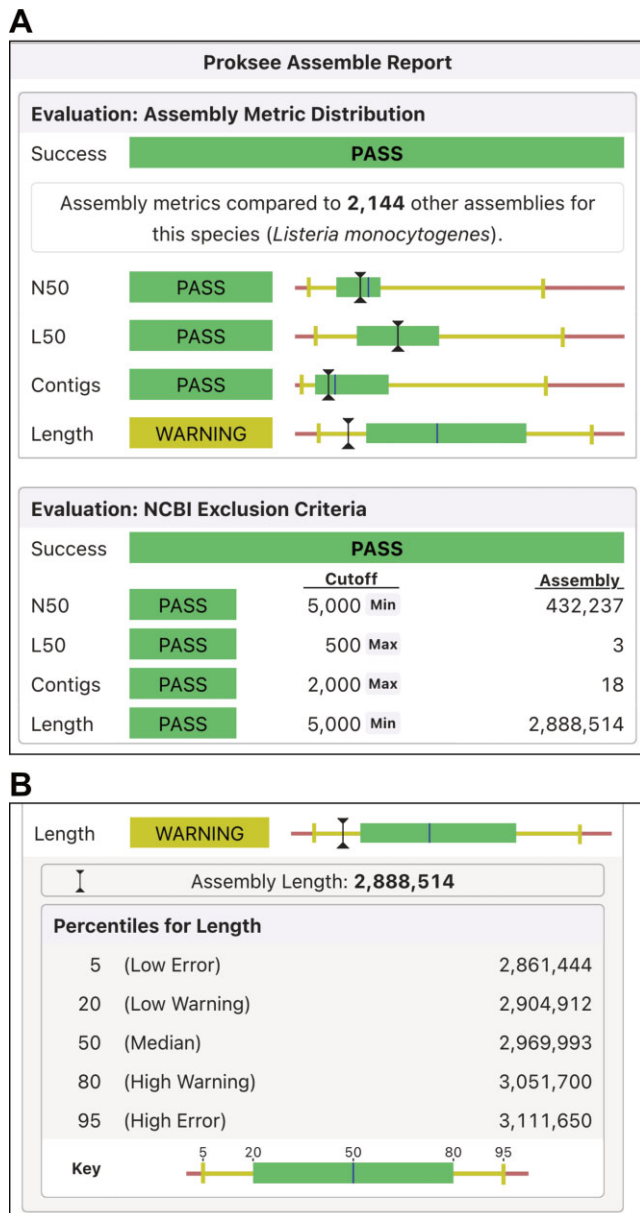 A
Proksee Assemble Report
Evaluation: Assembly Metric Distribution
Success PASS
Assembly metrics compared to 2,144 other assemblies for
this species (Listeria monocytogenes).
N50 PASS
L50 PASS
Contigs PASS
Length WARNING
Evaluation: NCBI Exclusion Criteria
Success PASS
Cutoff Assembly
N50 PASS 5,000 Min 432,237
L50 PASS 500 Max 3
Contigs PASS 2,000 Max 18
Length PASS 5,000 Min 2,888,514
B
Length WARNING
Assembly Length: 2,888,514
Percentiles for Length
5 (Low Error) 2,861,444
20 (Low Warning) 2,904,912
50 (Median) 2,969,993
80 (High Warning) 3,051,700
95 (High Error) 3,111,650
5 20 50 80 95
Key